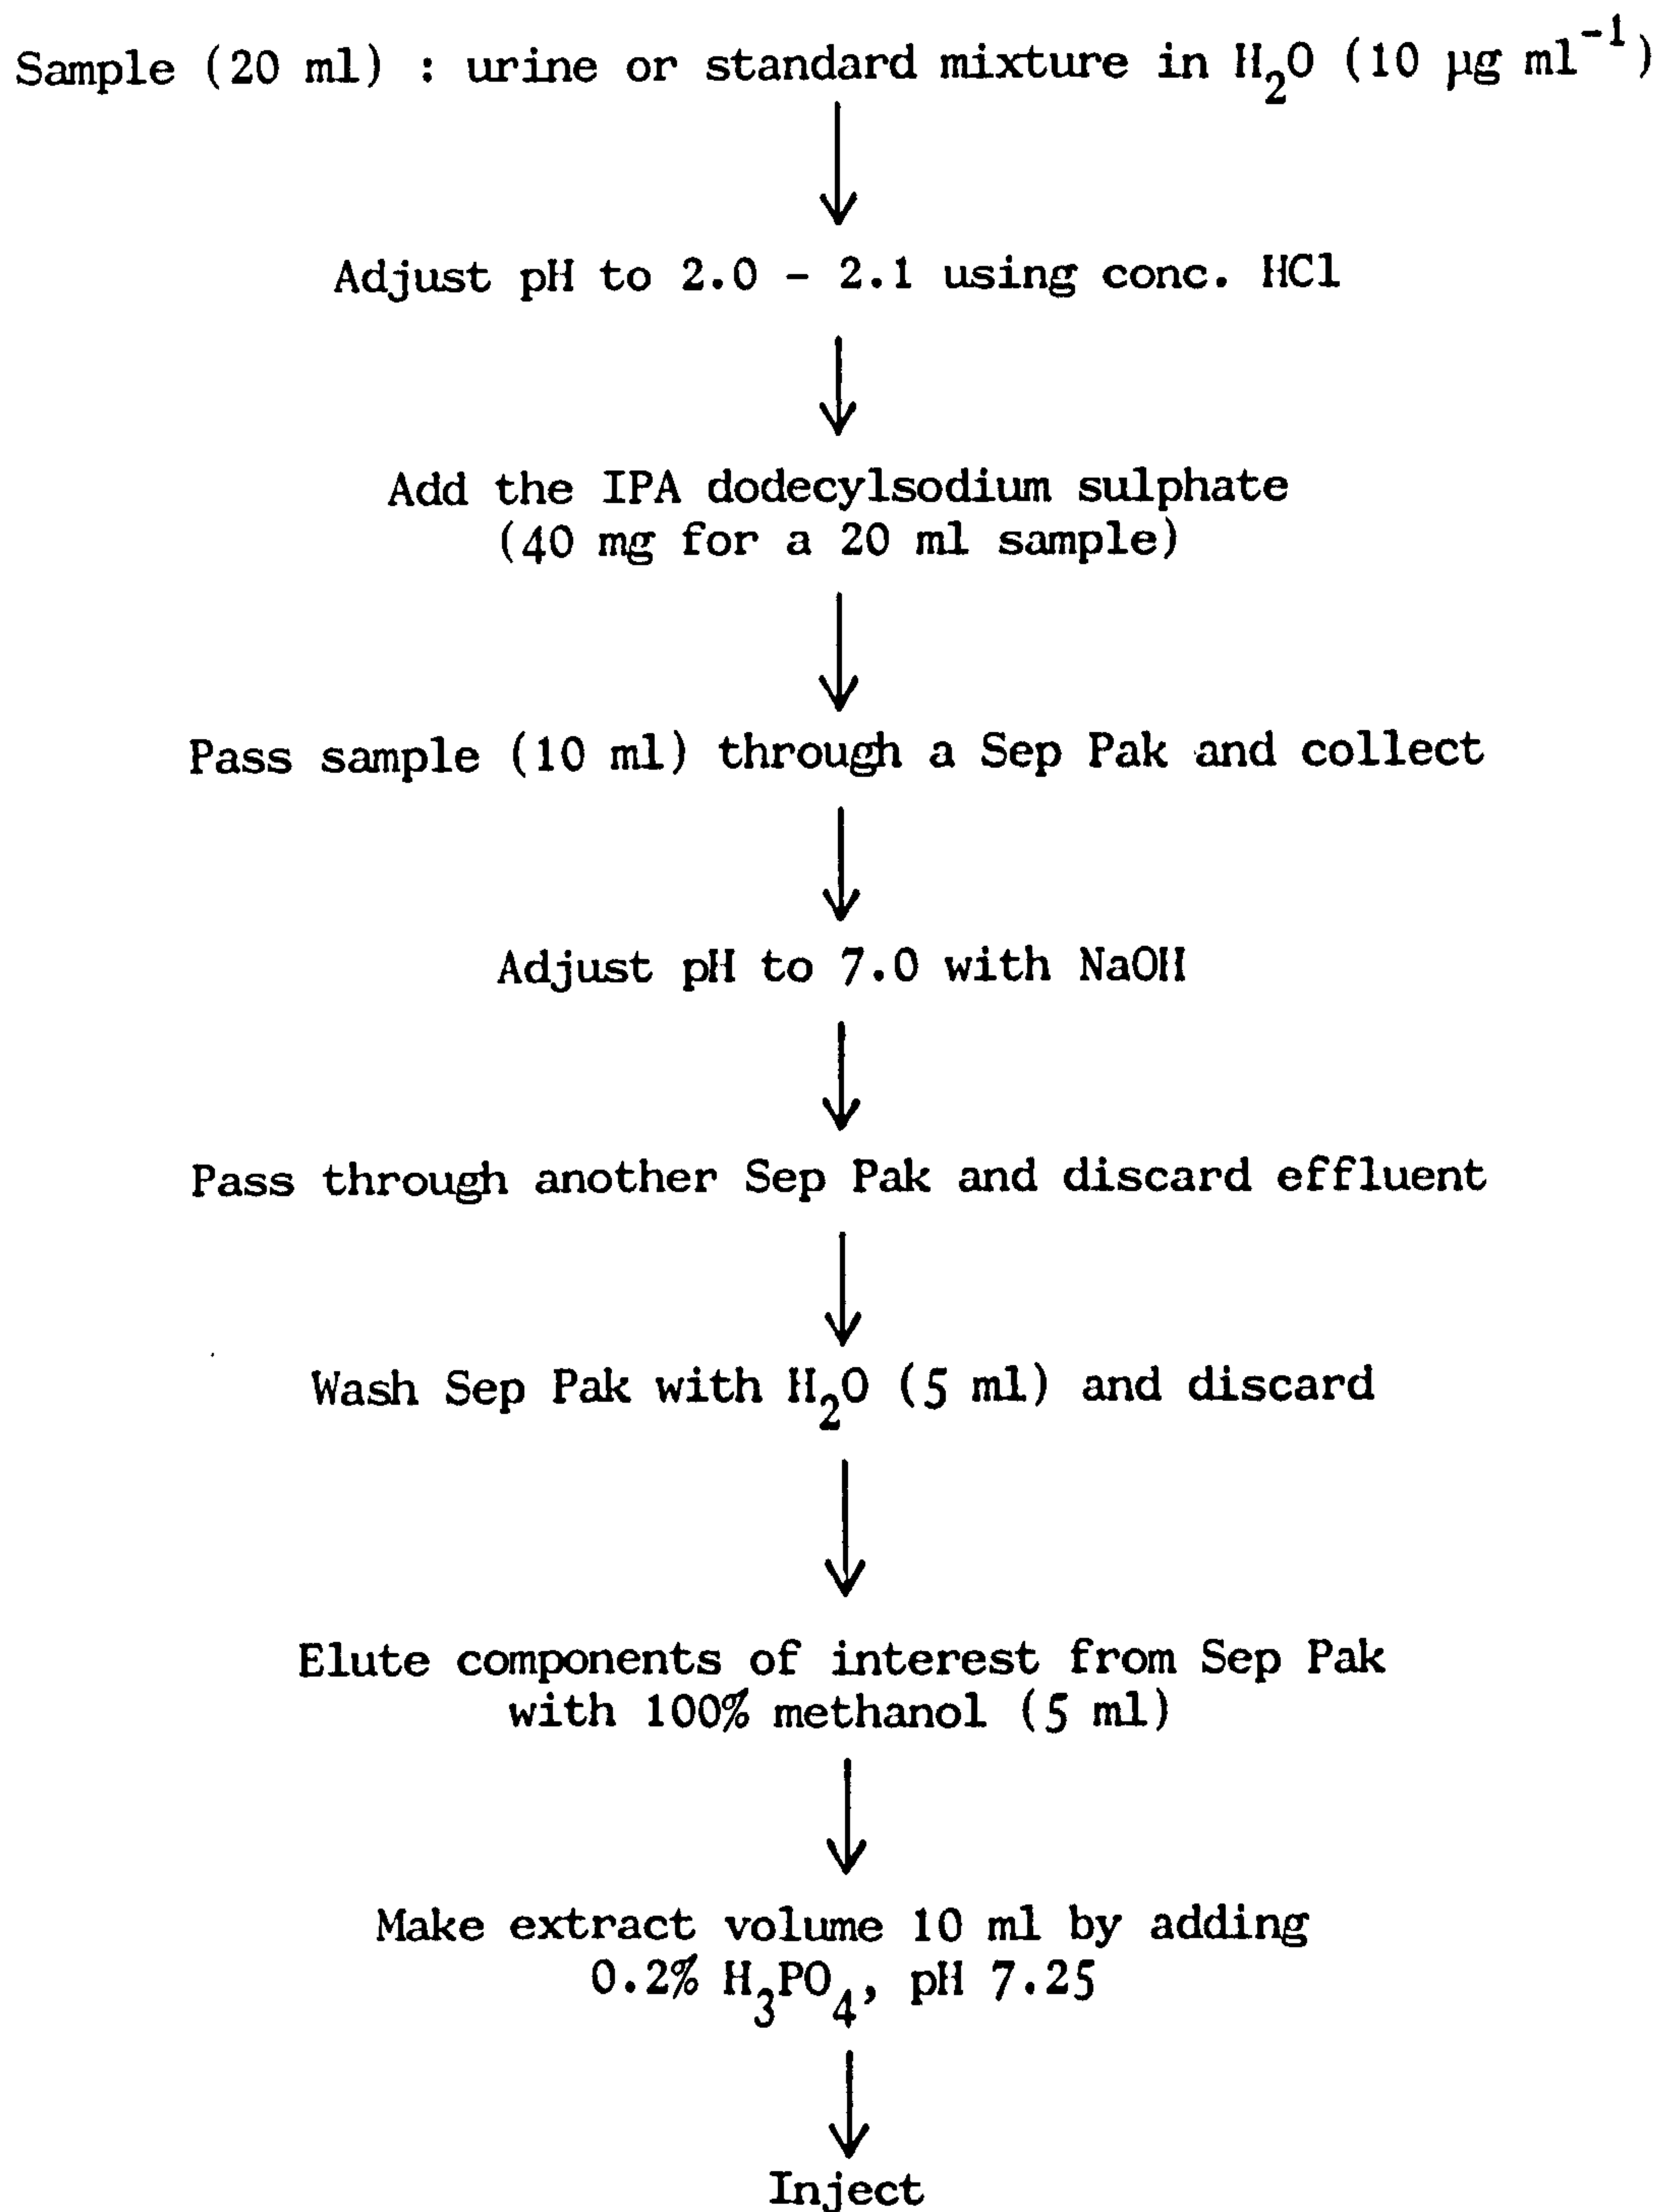 Sample (20 ml) : urine or standard mixture in H₂O (10 µg ml⁻¹)
Adjust pH to 2.0 - 2.1 using conc. HCl
Add the IPA dodecylsodium sulphate
(40 mg for a 20 ml sample)
Pass sample (10 ml) through a Sep Pak and collect
Adjust pH to 7.0 with NaOH
Pass through another Sep Pak and discard effluent
Wash Sep Pak with H₂O (5 ml) and discard
Elute components of interest from Sep Pak
with 100% methanol (5 ml)
Make extract volume 10 ml by adding
0.2% H₃PO₄, pH 7.25
Inject